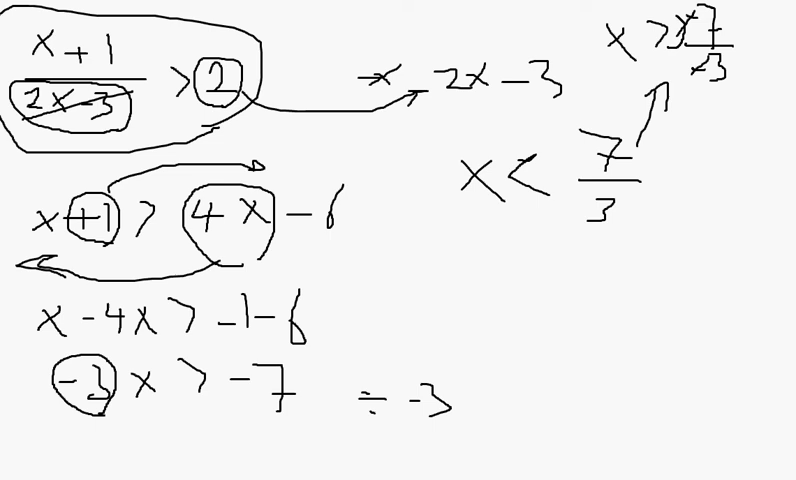 x + 1 / 2x - 3 > 2
x 2x - 3
x + 1 > 4x - 6
x - 4x > -1 - 6
-3x > -7 ÷ -3
x > -7 / -3
x < 7 / 3